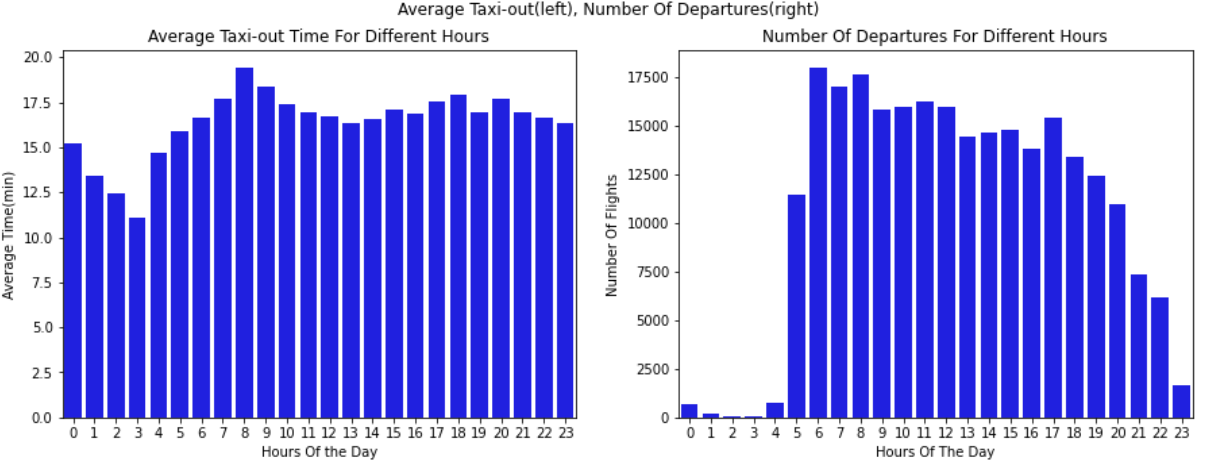 Average Taxi-out(left), Number Of Departures(right)
Average Taxi-out Time For Different Hours
20.0
17.5
15.0
12.5
10.0
7.5
5.0
2.5
0.0
Average Time(min)
0 1 2 3 4 5 6 7 8 9 10 11 12 13 14 15 16 17 18 19 20 21 22 23
Hours Of the Day
Number Of Departures For Different Hours
17500
15000
12500
10000
7500
5000
2500
0
Number Of Flights
0 1 2 3 4 5 6 7 8 9 10 11 12 13 14 15 16 17 18 19 20 21 22 23
Hours Of The Day